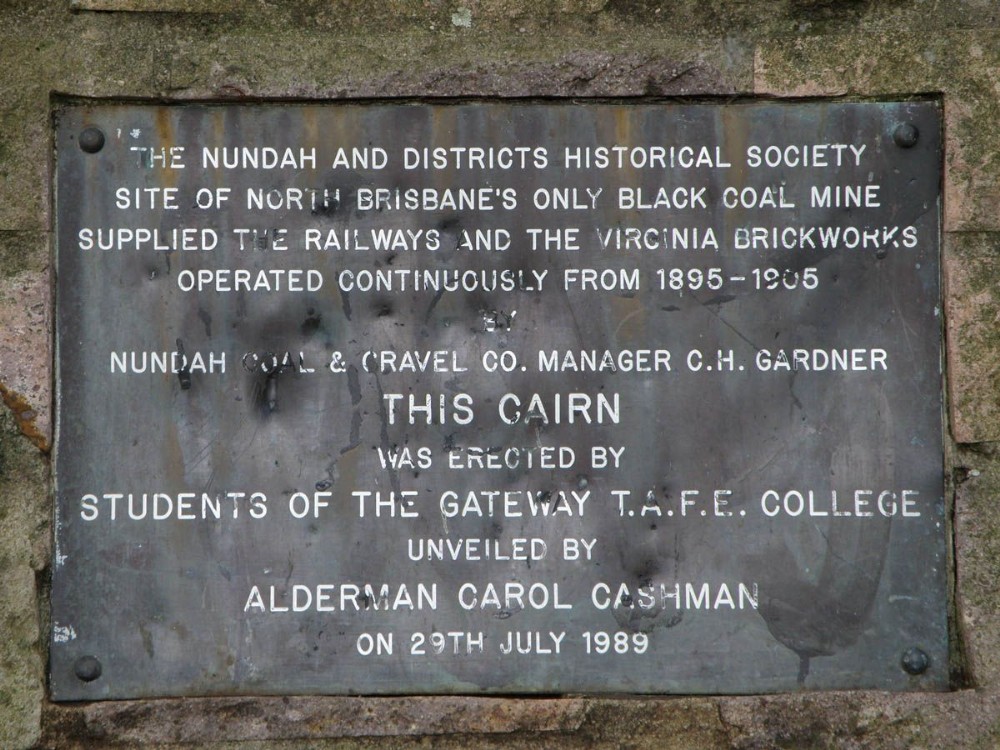 THE NUNDAH AND DISTRICTS HISTORICAL SOCIETY
SITE OF NORTH BRISBANE'S ONLY BLACK COAL MINE
SUPPLIED THE RAILWAYS AND THE VIRGINIA BRICKWORKS
OPERATED CONTINUOUSLY FROM 1895-1905
BY
NUNDAH COAL & GRAVEL CO. MANAGER C.H. GARDNER
THIS CAIRN
WAS ERECTED BY
STUDENTS OF THE GATEWAY T.A.F.E. COLLEGE
UNVEILED BY
ALDERMAN CAROL CASHMAN
ON 29TH JULY 1989